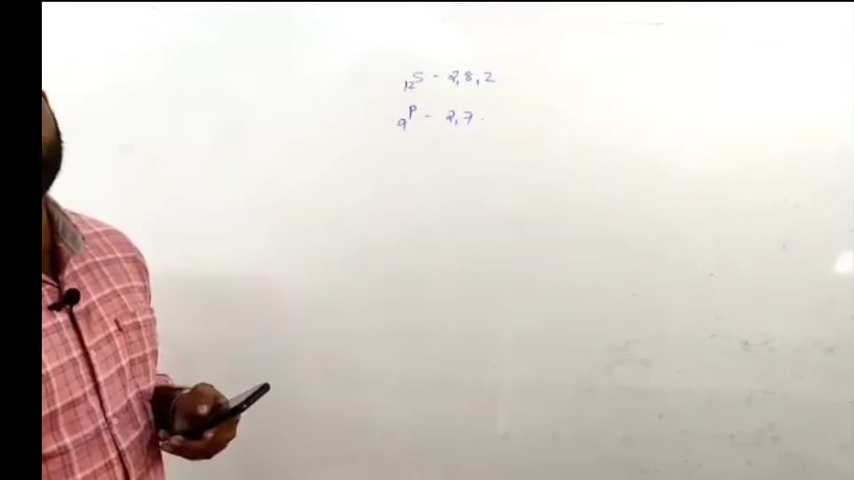 ₁₂S - 2,8,2
₉P - 2,7.